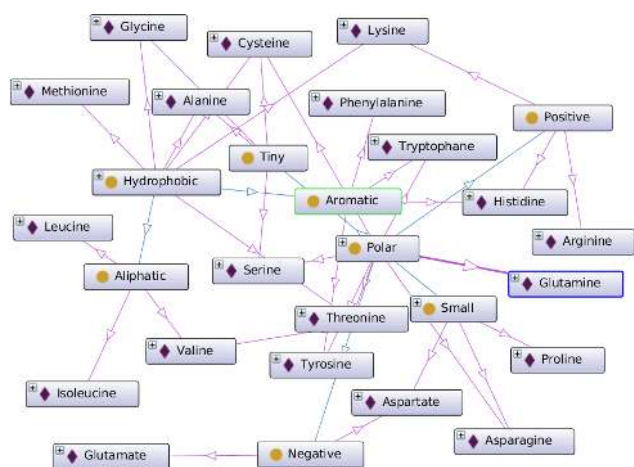 Glycine
Cysteine
Lysine
Methionine
Alanine
Phenylalanine
Positive
Tryptophane
Tiny
Hydrophobic
Aromatic
Histidine
Leucine
Polar
Arginine
Aliphatic
Serine
Glutamine
Small
Threonine
Valine
Tyrosine
Proline
Isoleucine
Aspartate
Asparagine
Glutamate
Negative